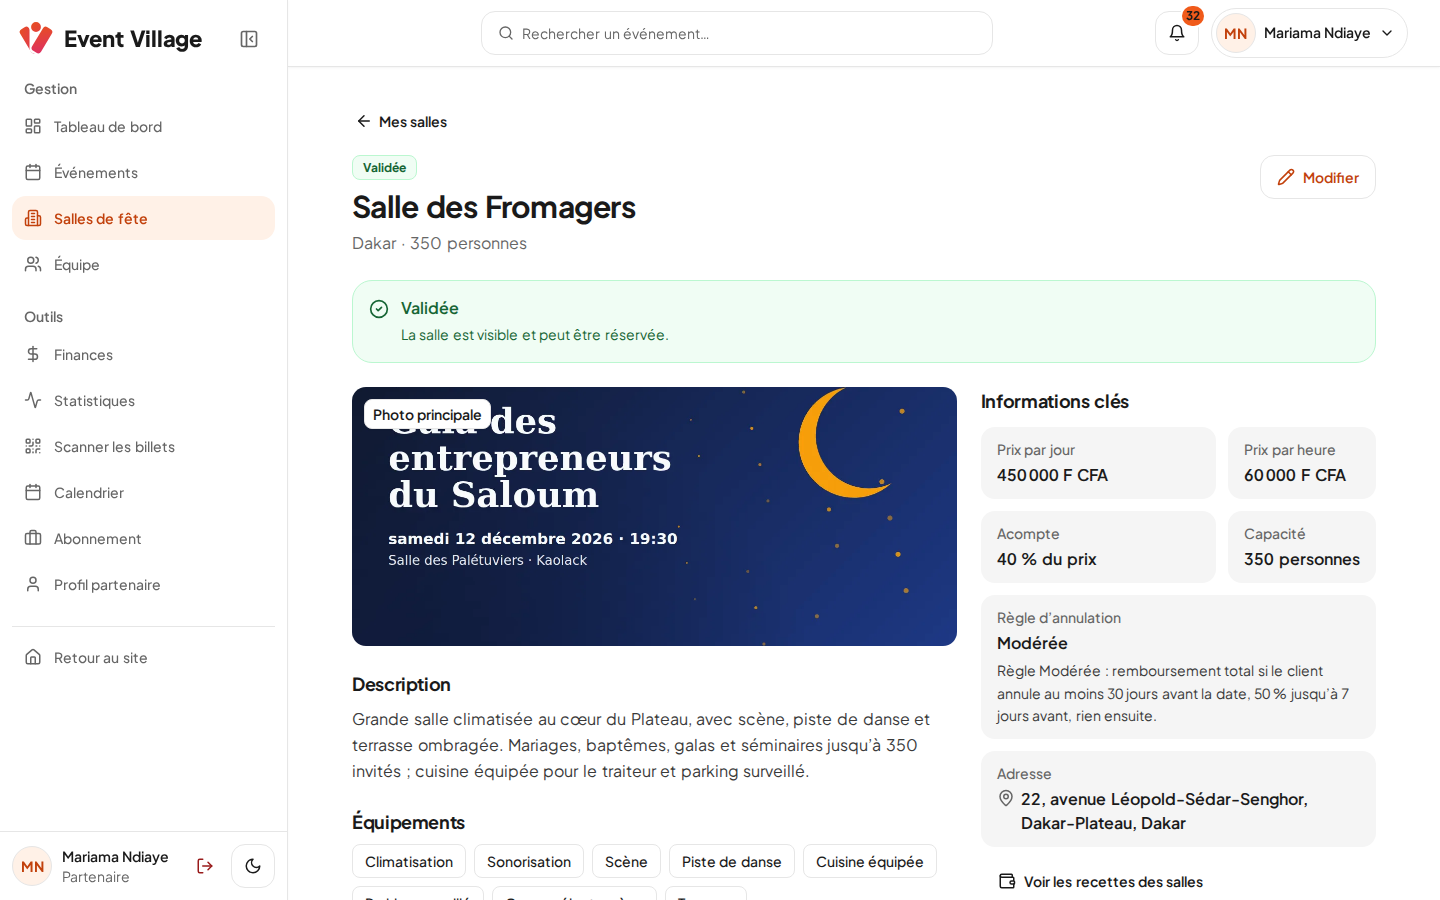 Event Village
Rechercher un événement…
32
MN
Mariama Ndiaye
Gestion
Tableau de bord
Événements
Salles de fête
Équipe
Outils
Finances
Statistiques
Scanner les billets
Calendrier
Abonnement
Profil partenaire
Retour au site
MN
Mariama Ndiaye
Partenaire
Mes salles
Validée
Salle des Fromagers
Dakar · 350 personnes
Modifier
Validée
La salle est visible et peut être réservée.
Photo principale
des
entrepreneurs
du Saloum
samedi 12 décembre 2026 · 19:30
Salle des Palétuviers · Kaolack
Description
Grande salle climatisée au cœur du Plateau, avec scène, piste de danse et
terrasse ombragée. Mariages, baptêmes, galas et séminaires jusqu’à 350
invités ; cuisine équipée pour le traiteur et parking surveillé.
Équipements
Climatisation
Sonorisation
Scène
Piste de danse
Cuisine équipée
Informations clés
Prix par jour
450 000 F CFA
Prix par heure
60 000 F CFA
Acompte
40 % du prix
Capacité
350 personnes
Règle d’annulation
Modérée
Règle Modérée : remboursement total si le client
annule au moins 30 jours avant la date, 50 % jusqu’à 7
jours avant, rien ensuite.
Adresse
22, avenue Léopold-Sédar-Senghor,
Dakar-Plateau, Dakar
Voir les recettes des salles